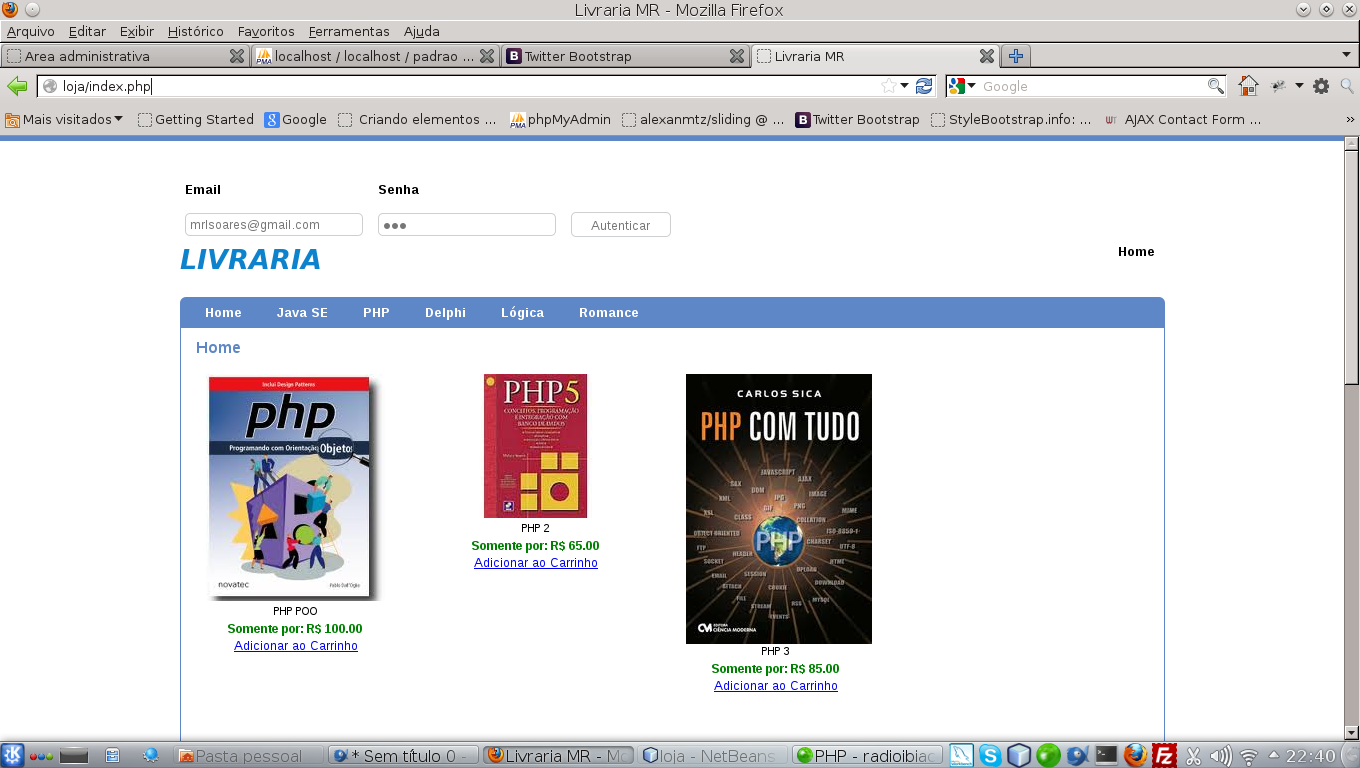 Livraria MR - Mozilla Firefox
Arquivo Editar Exibir Histórico Favoritos Ferramentas Ajuda
Area administrativa
localhost / localhost / padrao ...
Twitter Bootstrap
Livraria MR
loja/index.php
Google
Mais visitados
Getting Started
Google
Criando elementos ...
phpMyAdmin
alexanmtz/sliding @ ...
Twitter Bootstrap
StyleBootstrap.info: ...
AJAX Contact Form ...
»
Email Senha
mrlsoares@gmail.com ●●● Autenticar
LIVRARIA
Home
Home Java SE PHP Delphi Lógica Romance
Home
Inclui Design Patterns
php
Programando com Orientação Objetos
novatec
Pablo Dall'Oglio
PHP POO
Somente por: R$ 100.00
Adicionar ao Carrinho
PHP5
CONCEITOS, PROGRAMAÇÃO
E INTEGRAÇÃO COM
BANCO DE DADOS
PHP 2
Somente por: R$ 65.00
Adicionar ao Carrinho
CARLOS SICA
PHP COM TUDO
JAVASCRIPT
SAX
AJAX
DOM
JPG
IMAGE
XML
PNG
GIF
MIME
XSL
CLASS
COLLATION
OBJECT ORIENTED
ISO-8859-1
CHARSET
FTP
UTF-8
HEADER
PHP
SOCKET
HTML
UPLOAD
EMAIL
SESSION
ATTACH
COOKIE
DOWNLOAD
FILE
STREAM
RSS
MYSQL
EVENTS
EDITORA
CIÊNCIA MODERNA
PHP 3
Somente por: R$ 85.00
Adicionar ao Carrinho
Pasta pessoal
* Sem título 0 -
Livraria MR - Mo
loja - NetBeans
PHP - radioibiac
22:40